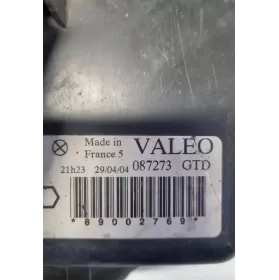 Made in VALEO
France 5
21h23 29/04/04 087273 GTD
*89002769*